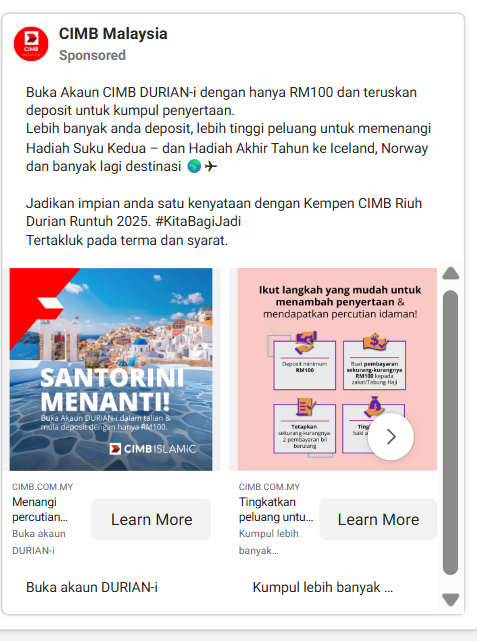 CIMB Malaysia
Sponsored
Buka Akaun CIMB DURIAN-i dengan hanya RM100 dan teruskan
deposit untuk kumpul penyertaan.
Lebih banyak anda deposit, lebih tinggi peluang untuk memenangi
Hadiah Suku Kedua – dan Hadiah Akhir Tahun ke Iceland, Norway
dan banyak lagi destinasi 🌍✈
Jadikan impian anda satu kenyataan dengan Kempen CIMB Riuh
Durian Runtuh 2025. #KitaBagiJadi
Tertakluk pada terma dan syarat.
SANTORINI
MENANTI!
Buka Akaun DURIAN-i dalam talian &
mula deposit dengan hanya RM100.
CIMB ISLAMIC
Ikut langkah yang mudah untuk
menambah penyertaan &
mendapatkan percutian idaman!
Deposit minimum
RM100
Buat pembayaran
sekurang-kurangnya
RM100 kepada
zakat/Tabung Haji
Tetapkan
sekurang-kurangnya
2 pembayaran bil
berulang
CIMB.COM.MY
Menangi
percutian...
Buka akaun
DURIAN-i
Learn More
CIMB.COM.MY
Tingkatkan
peluang untu...
Kumpul lebih
banyak...
Learn More
Buka akaun DURIAN-i
Kumpul lebih banyak ...